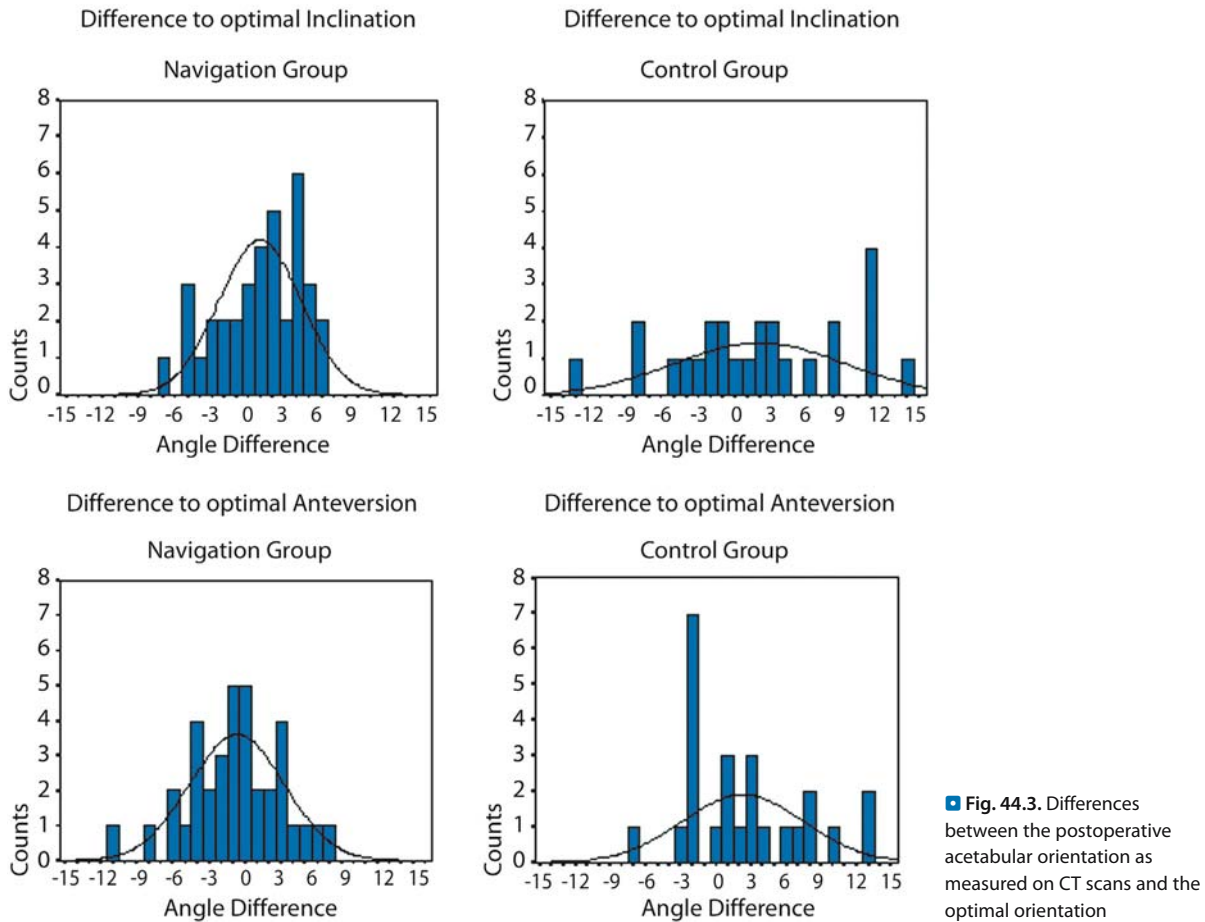 Difference to optimal Inclination
Navigation Group
8
7
6
5
4
3
2
1
0
Counts
-15 -12 -9 -6 -3 0 3 6 9 12 15
Angle Difference
Difference to optimal Inclination
Control Group
8
7
6
5
4
3
2
1
0
Counts
-15 -12 -9 -6 -3 0 3 6 9 12 15
Angle Difference
Difference to optimal Anteversion
Navigation Group
8
7
6
5
4
3
2
1
0
Counts
-15 -12 -9 -6 -3 0 3 6 9 12 15
Angle Difference
Difference to optimal Anteversion
Control Group
8
7
6
5
4
3
2
1
0
Counts
-15 -12 -9 -6 -3 0 3 6 9 12 15
Angle Difference
Fig. 44.3. Differences
between the postoperative
acetabular orientation as
measured on CT scans and the
optimal orientation